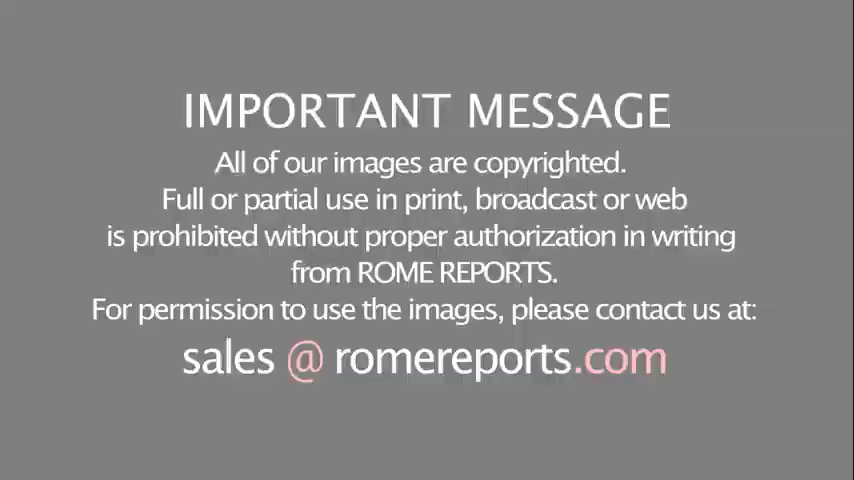 IMPORTANT MESSAGE
All of our images are copyrighted.
Full or partial use in print, broadcast or web
is prohibited without proper authorization in writing
from ROME REPORTS.
For permission to use the images, please contact us at:
sales @ romereports.com